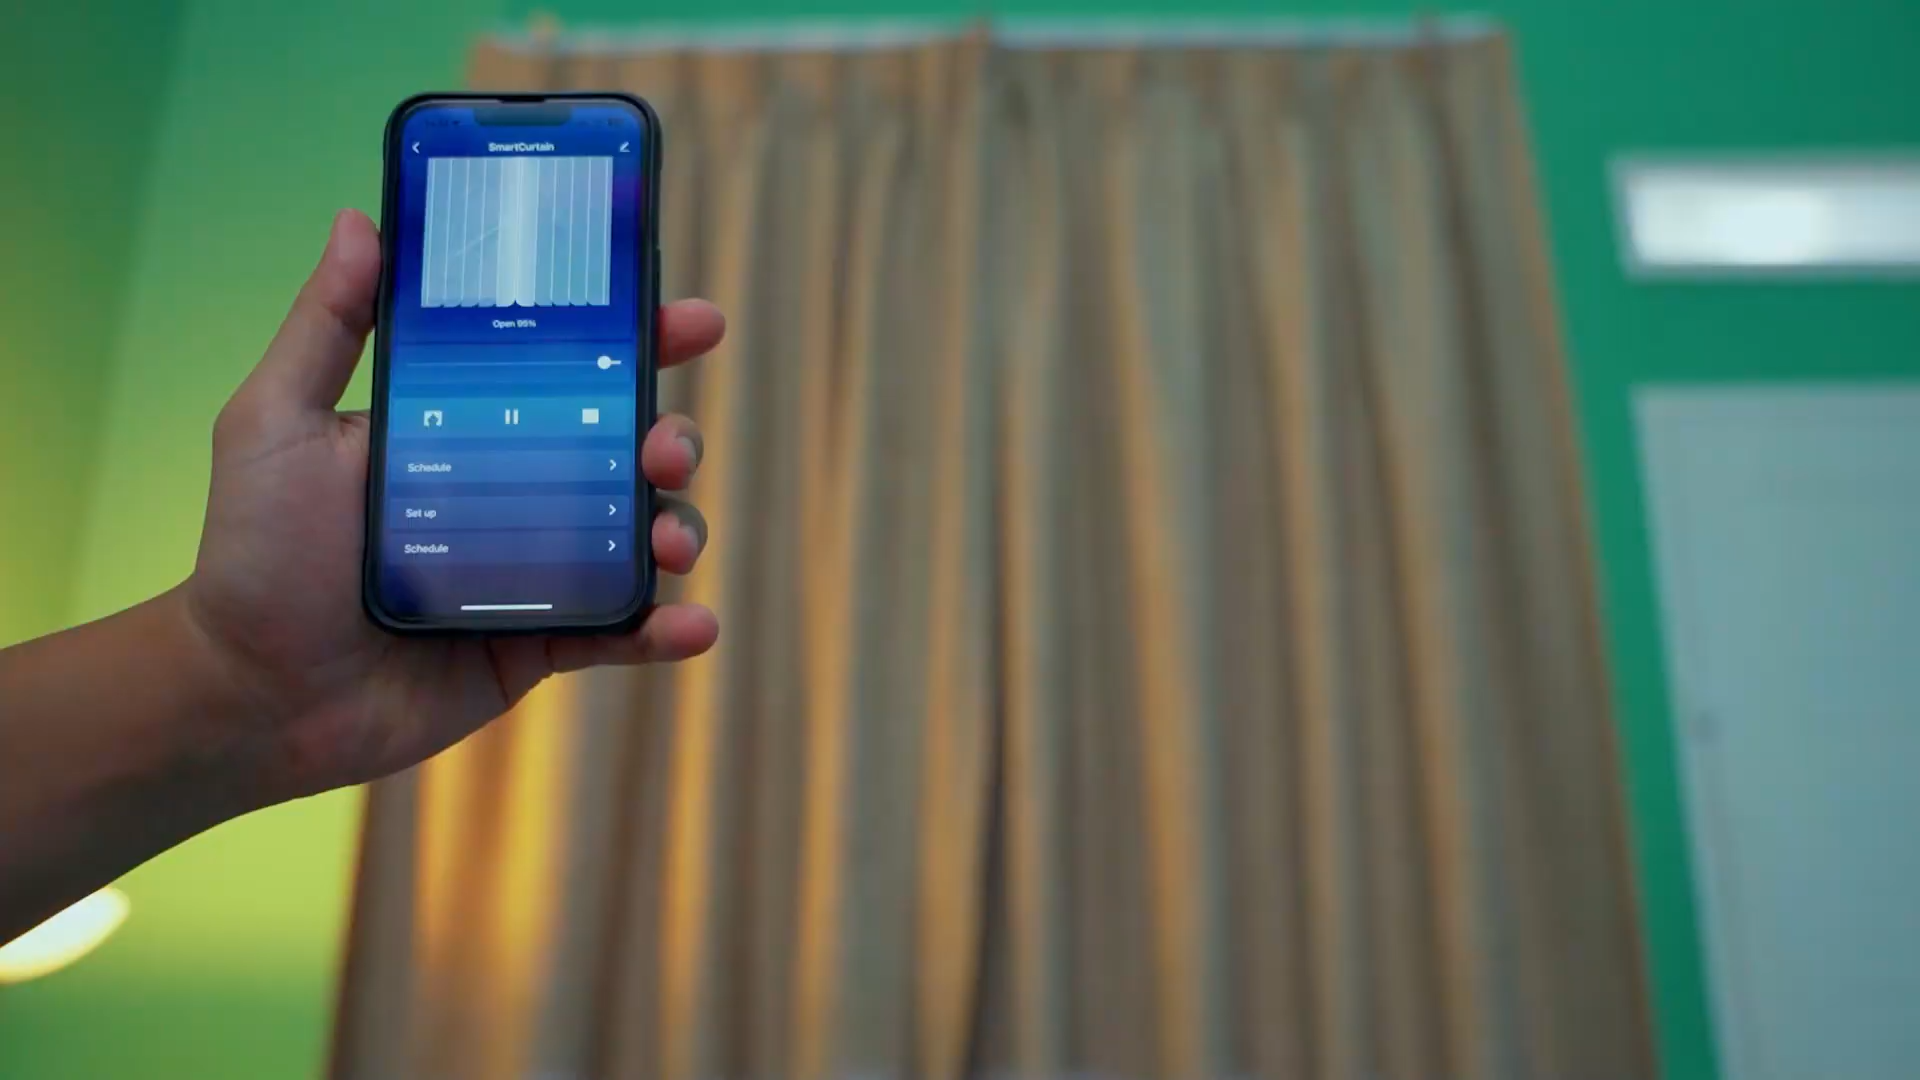 SmartCurtain
Open 95%
Schedule
Set up
Schedule